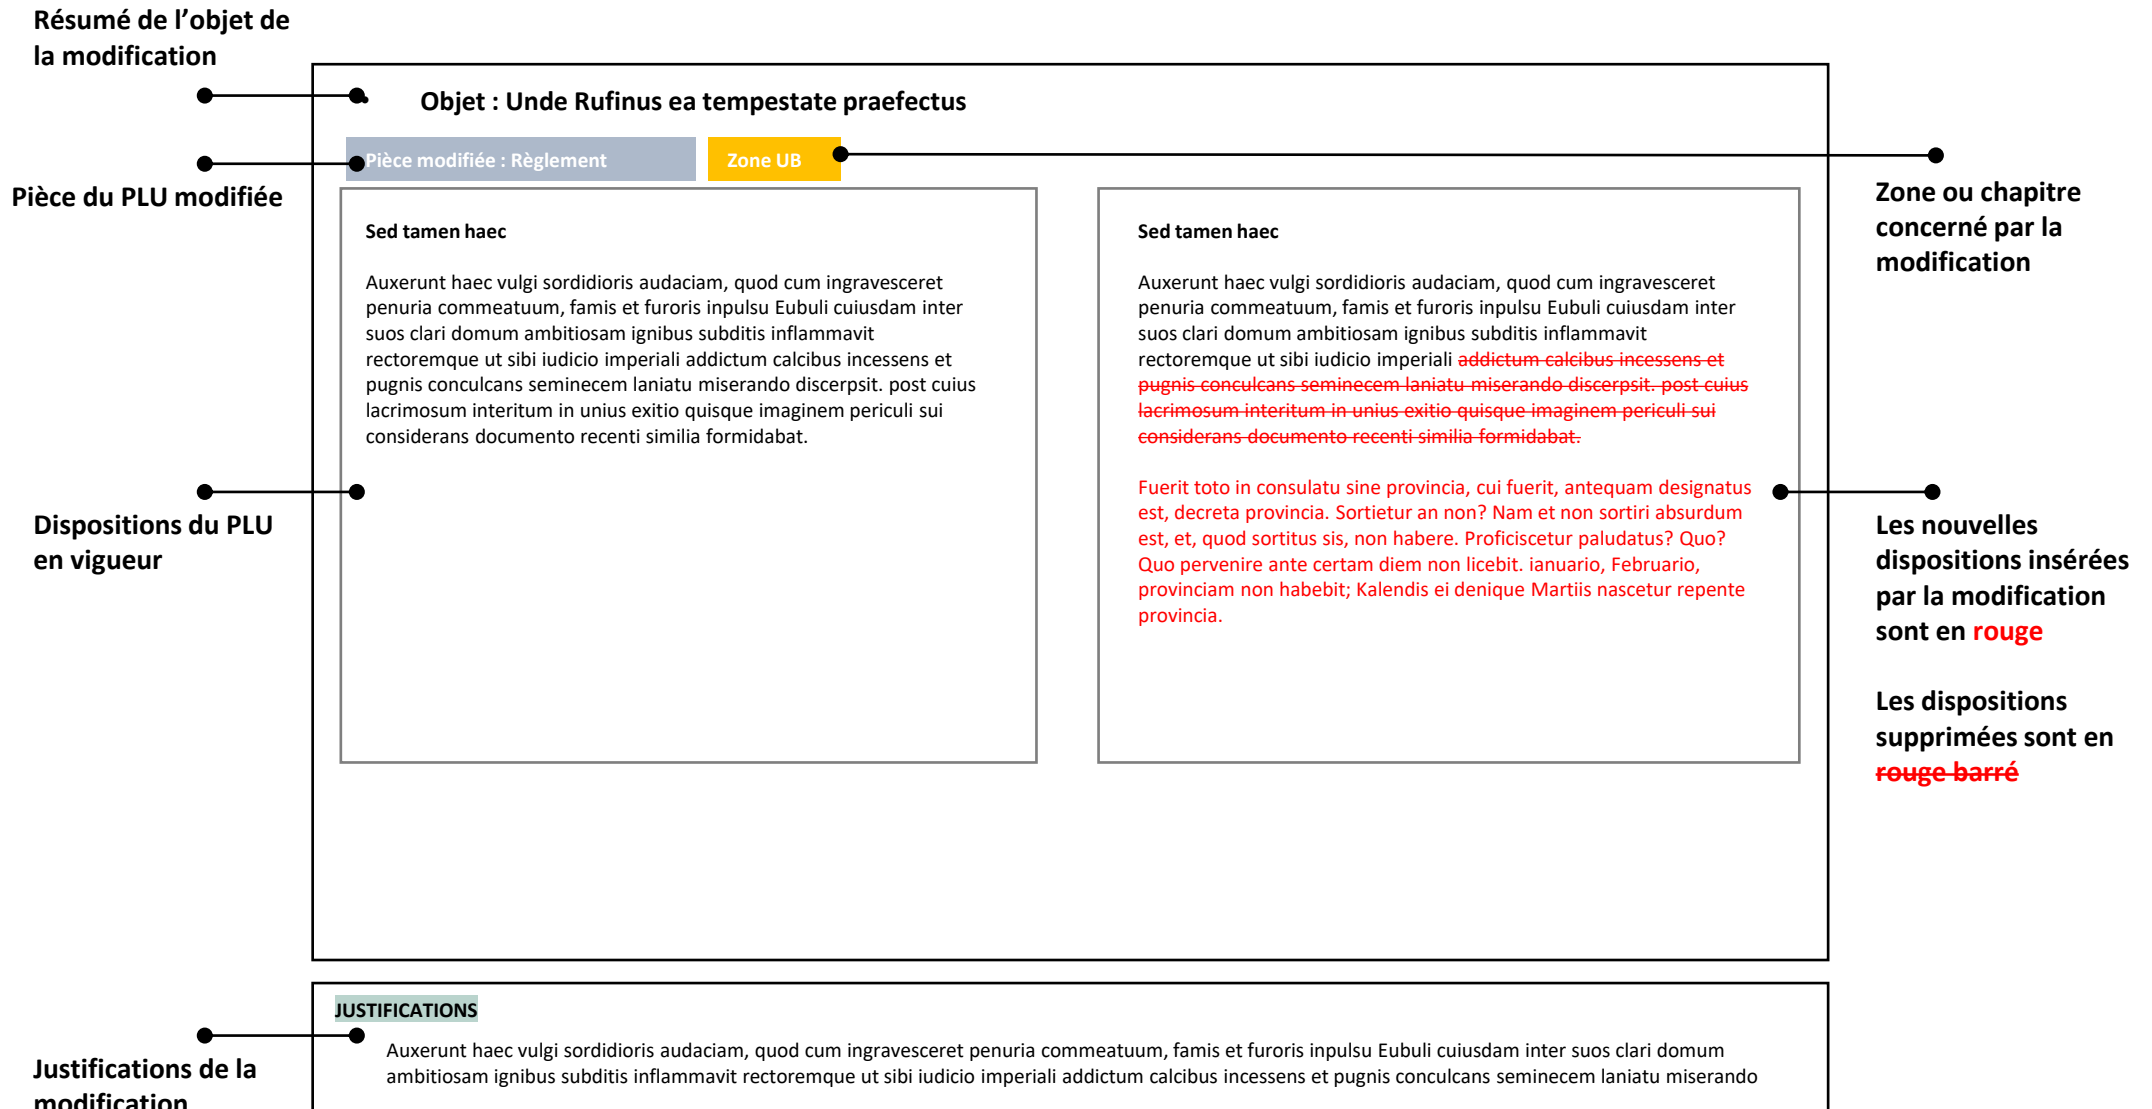 Résumé de l’objet de
la modification
• Objet : Unde Rufinus ea tempestate praefectus
Pièce modifiée : Règlement
Zone UB
Pièce du PLU modifiée
Zone ou chapitre
concerné par la
modification
Sed tamen haec
Auxerunt haec vulgi sordidioris audaciam, quod cum ingravesceret
penuria commeatuum, famis et furoris inpulsu Eubuli cuiusdam inter
suos clari domum ambitiosam ignibus subditis inflammavit
rectoremque ut sibi iudicio imperiali addictum calcibus incessens et
pugnis conculcans seminecem laniatu miserando discerpsit. post cuius
lacrimosum interitum in unius exitio quisque imaginem periculi sui
considerans documento recenti similia formidabat.
Sed tamen haec
Auxerunt haec vulgi sordidioris audaciam, quod cum ingravesceret
penuria commeatuum, famis et furoris inpulsu Eubuli cuiusdam inter
suos clari domum ambitiosam ignibus subditis inflammavit
rectoremque ut sibi iudicio imperiali addictum calcibus incessens et
pugnis conculcans seminecem laniatu miserando discerpsit. post cuius
lacrimosum interitum in unius exitio quisque imaginem periculi sui
considerans documento recenti similia formidabat.
Fuerit toto in consulatu sine provincia, cui fuerit, antequam designatus
est, decreta provincia. Sortietur an non? Nam et non sortiri absurdum
est, et, quod sortitus sis, non habere. Proficiscetur paludatus? Quo?
Quo pervenire ante certam diem non licebit. ianuario, Februario,
provinciam non habebit; Kalendis ei denique Martiis nascetur repente
provincia.
Dispositions du PLU
en vigueur
Les nouvelles
dispositions insérées
par la modification
sont en rouge
Les dispositions
supprimées sont en
rouge barré
JUSTIFICATIONS
Auxerunt haec vulgi sordidioris audaciam, quod cum ingravesceret penuria commeatuum, famis et furoris inpulsu Eubuli cuiusdam inter suos clari domum
ambitiosam ignibus subditis inflammavit rectoremque ut sibi iudicio imperiali addictum calcibus incessens et pugnis conculcans seminecem laniatu miserando
Justifications de la
modification